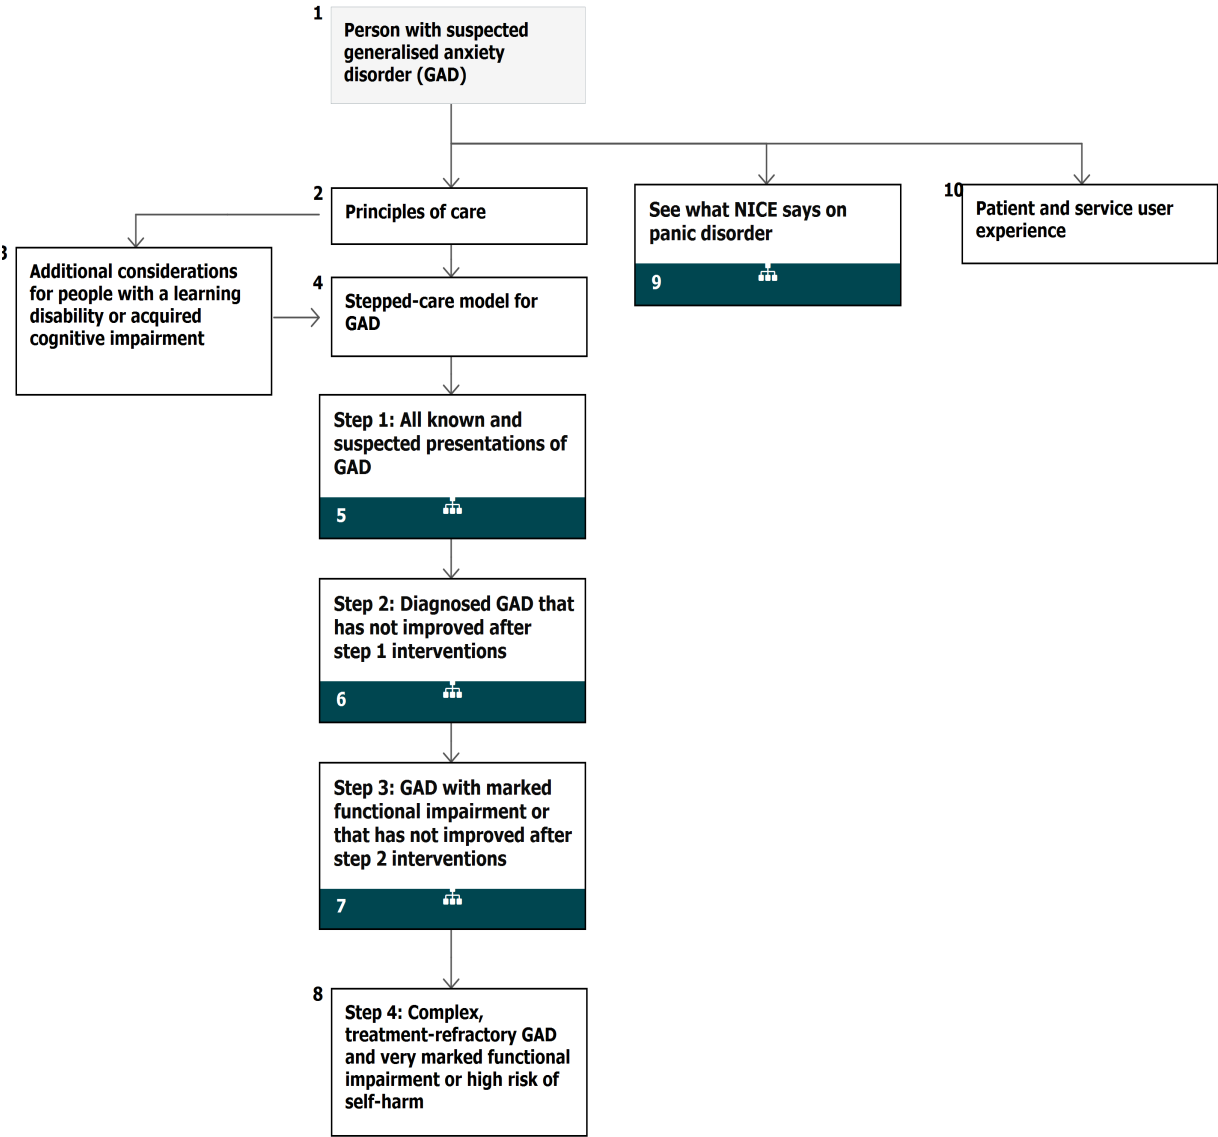 1
Person with suspected
generalised anxiety
disorder (GAD)
2
Principles of care
See what NICE says on
panic disorder
9
10
Patient and service user
experience
3
Additional considerations
for people with a learning
disability or acquired
cognitive impairment
4
Stepped-care model for
GAD
Step 1: All known and
suspected presentations of
GAD
5
Step 2: Diagnosed GAD that
has not improved after
step 1 interventions
6
Step 3: GAD with marked
functional impairment or
that has not improved after
step 2 interventions
7
8
Step 4: Complex,
treatment-refractory GAD
and very marked functional
impairment or high risk of
self-harm